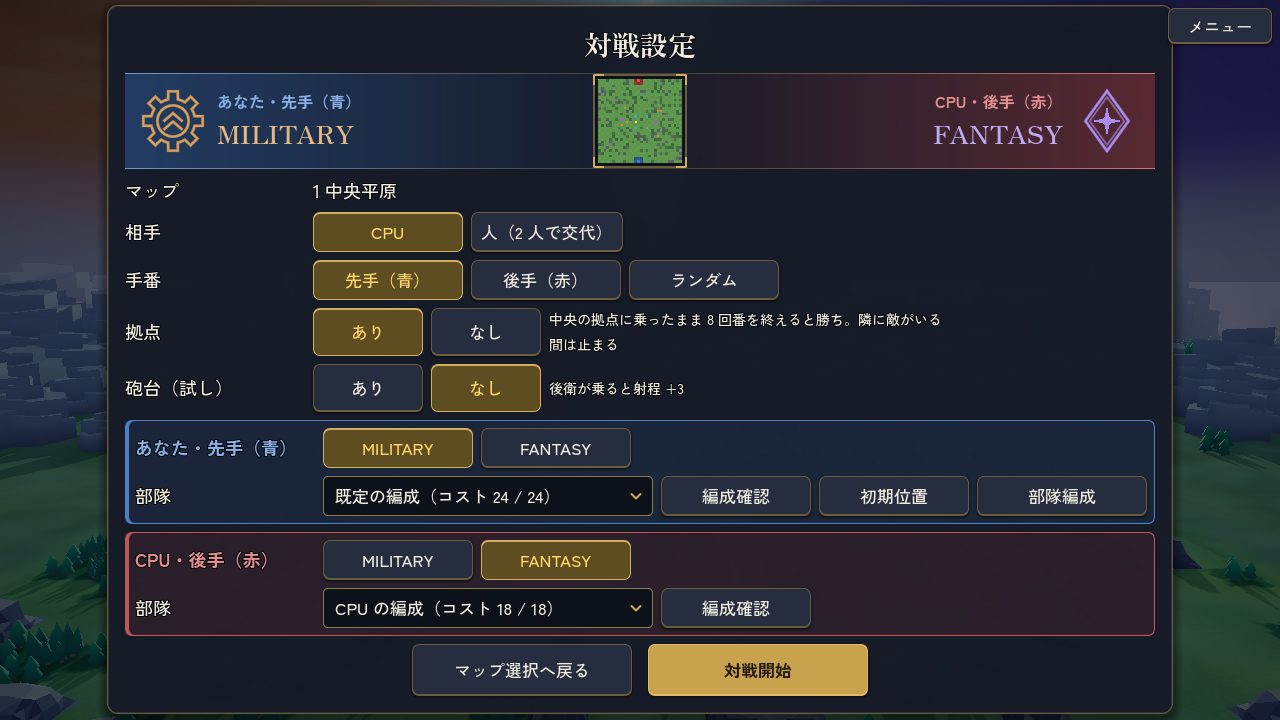 メニュー
対戦設定
あなた・先手（青）
MILITARY
CPU・後手（赤）
FANTASY
マップ 1 中央平原
相手 CPU 人（2 人で交代）
手番 先手（青） 後手（赤） ランダム
拠点 あり なし 中央の拠点に乗ったまま 8 回番を終えると勝ち。隣に敵がいる
間は止まる
砲台（試し） あり なし 後衛が乗ると射程 +3
あなた・先手（青） MILITARY FANTASY
部隊 既定の編成（コスト 24 / 24） 編成確認 初期位置 部隊編成
CPU・後手（赤） MILITARY FANTASY
部隊 CPU の編成（コスト 18 / 18） 編成確認
マップ選択へ戻る 対戦開始